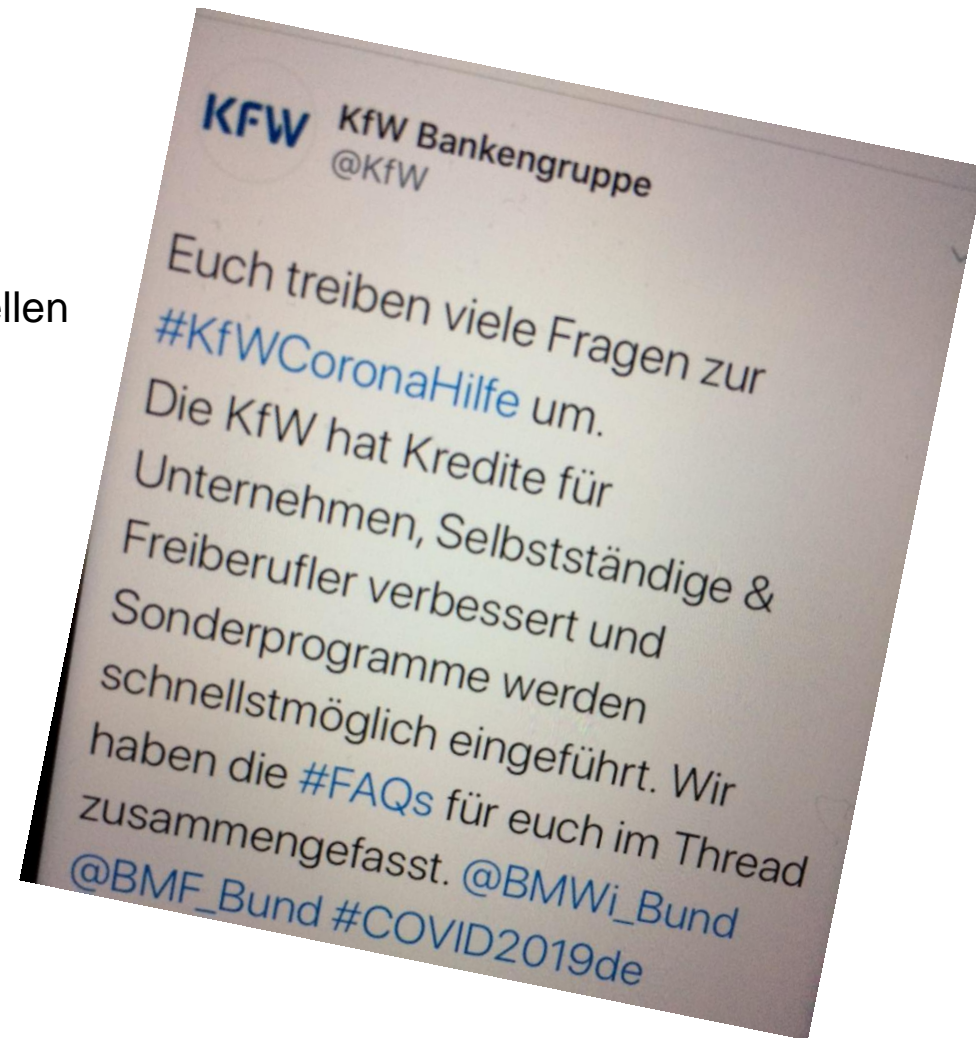 KFW
KfW Bankengruppe
@KfW
Euch treiben viele Fragen zur
#KfWCoronaHilfe um.
Die KfW hat Kredite für
Unternehmen, Selbstständige &
Freiberufler verbessert und
Sonderprogramme werden
schnellstmöglich eingeführt. Wir
haben die #FAQs für euch im Thread
zusammengefasst. @BMWi_Bund
@BMF_Bund #COVID2019de